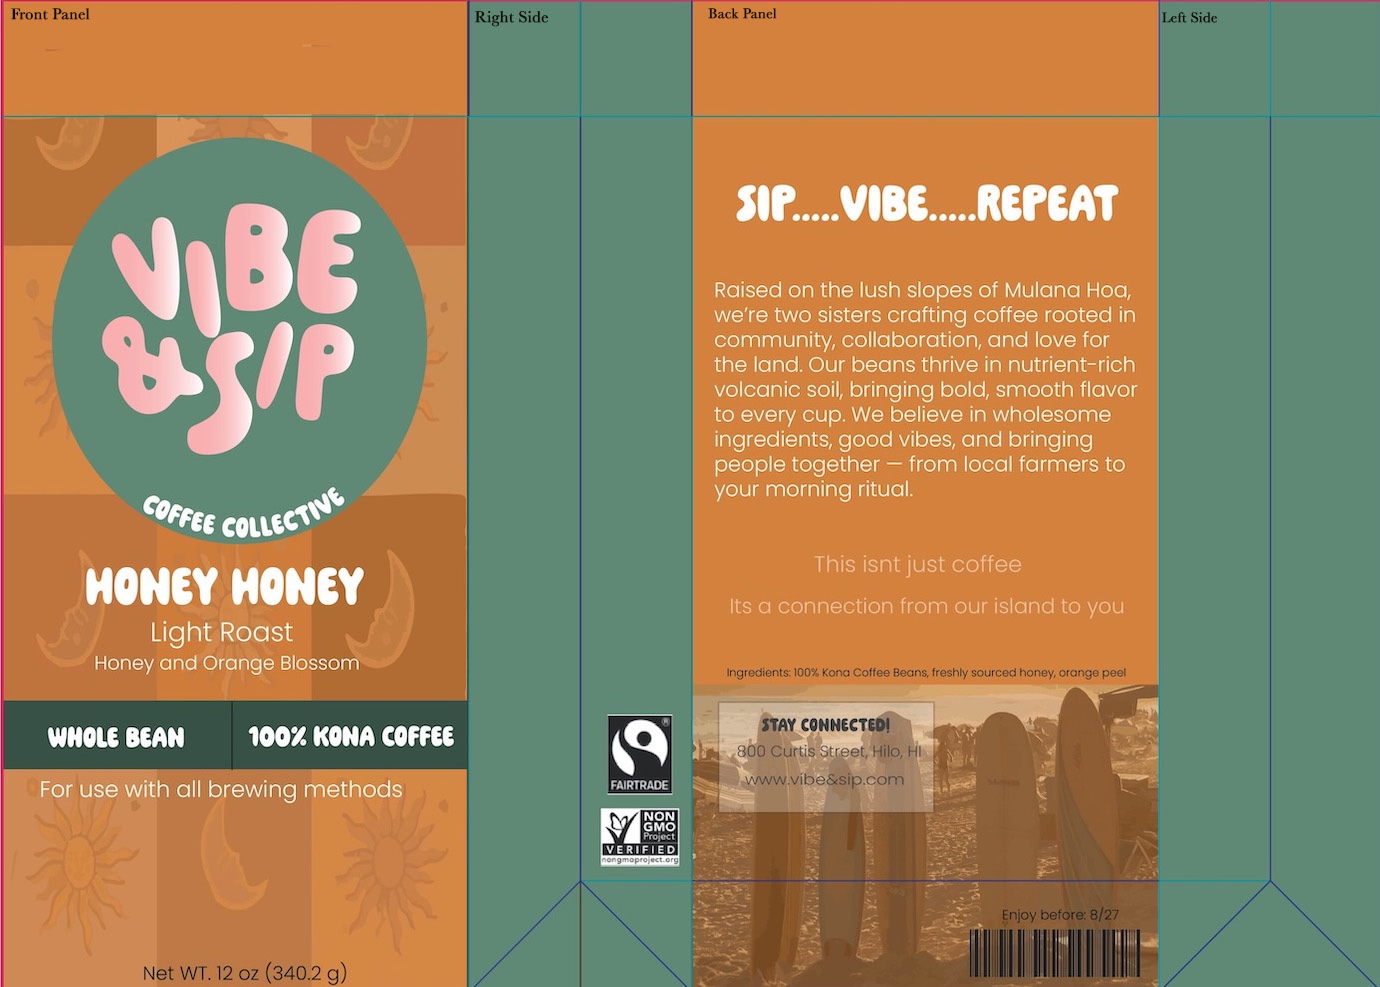 Front Panel
VIBE
& SIP
COFFEE COLLECTIVE
HONEY HONEY
Light Roast
Honey and Orange Blossom
WHOLE BEAN
100% KONA COFFEE
For use with all brewing methods
Net WT. 12 oz (340.2 g)
Right Side
®
FAIRTRADE
NON
GMO
Project
VERIFIED
nongmoproject.org
Back Panel
SIP.....VIBE.....REPEAT
Raised on the lush slopes of Mulana Hoa,
we're two sisters crafting coffee rooted in
community, collaboration, and love for
the land. Our beans thrive in nutrient-rich
volcanic soil, bringing bold, smooth flavor
to every cup. We believe in wholesome
ingredients, good vibes, and bringing
people together — from local farmers to
your morning ritual.
This isnt just coffee
Its a connection from our island to you
Ingredients: 100% Kona Coffee Beans, freshly sourced honey, orange peel
STAY CONNECTED!
800 Curtis Street, Hilo, HI
www.vibe&sip.com
Enjoy before: 8/27
Left Side